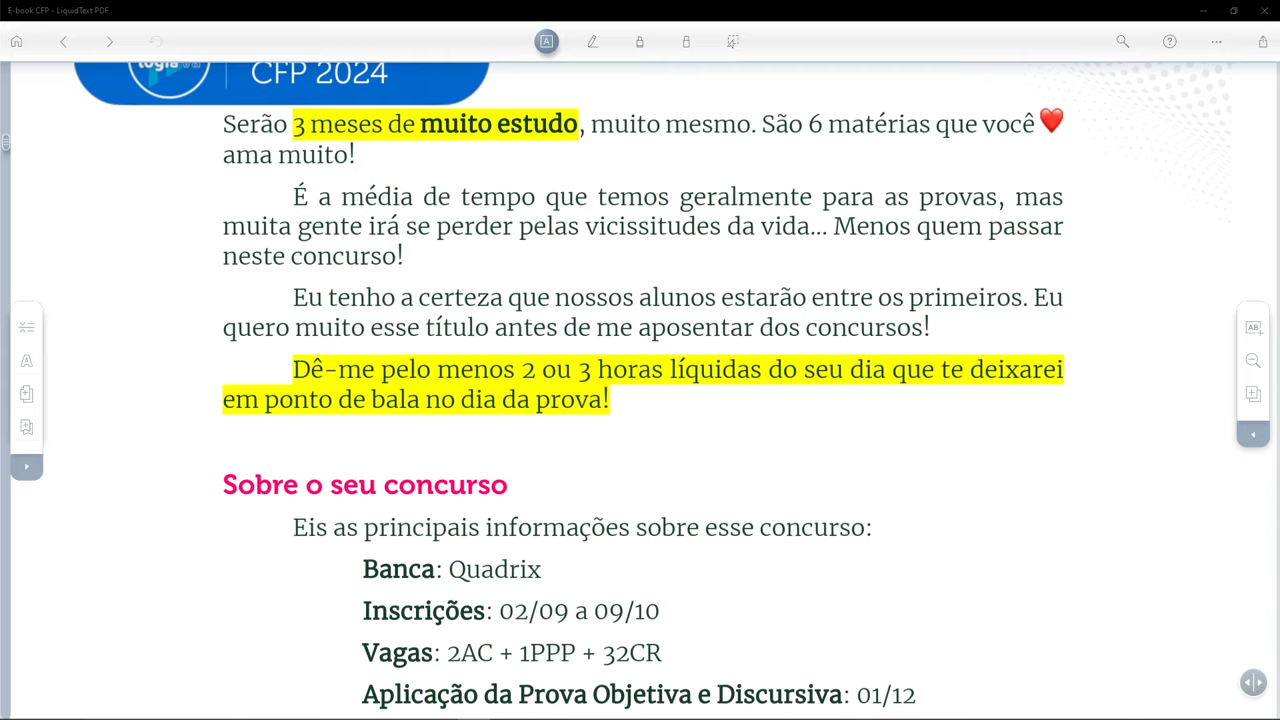 E-book CFP - LiquidText PDF
CFP 2024
Serão 3 meses de muito estudo, muito mesmo. São 6 matérias que você ❤️
ama muito!
É a média de tempo que temos geralmente para as provas, mas
muita gente irá se perder pelas vicissitudes da vida... Menos quem passar
neste concurso!
Eu tenho a certeza que nossos alunos estarão entre os primeiros. Eu
quero muito esse título antes de me aposentar dos concursos!
Dê-me pelo menos 2 ou 3 horas líquidas do seu dia que te deixarei
em ponto de bala no dia da prova!
Sobre o seu concurso
Eis as principais informações sobre esse concurso:
Banca: Quadrix
Inscrições: 02/09 a 09/10
Vagas: 2AC + 1PPP + 32CR
Aplicação da Prova Objetiva e Discursiva: 01/12